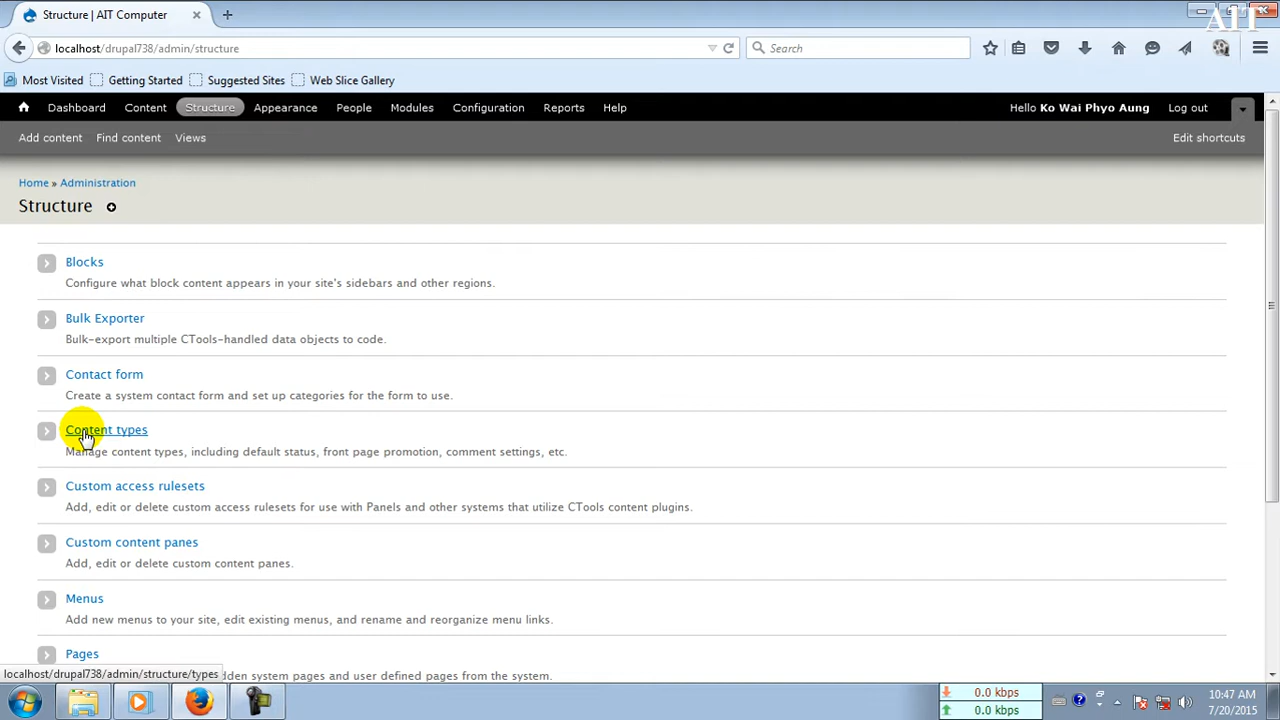 Structure | AIT Computer
AIT
localhost/drupal738/admin/structure
Search
Most Visited Getting Started Suggested Sites Web Slice Gallery
Dashboard Content Structure Appearance People Modules Configuration Reports Help Hello Ko Wai Phyo Aung Log out
Add content Find content Views Edit shortcuts
Home » Administration
Structure
Blocks
Configure what block content appears in your site's sidebars and other regions.
Bulk Exporter
Bulk-export multiple CTools-handled data objects to code.
Contact form
Create a system contact form and set up categories for the form to use.
Content types
Manage content types, including default status, front page promotion, comment settings, etc.
Custom access rulesets
Add, edit or delete custom access rulesets for use with Panels and other systems that utilize CTools content plugins.
Custom content panes
Add, edit or delete custom content panes.
Menus
Add new menus to your site, edit existing menus, and rename and reorganize menu links.
Pages
localhost/drupal738/admin/structure/types
dden system pages and user defined pages from the system.
0.0 kbps
0.0 kbps
10:47 AM
7/20/2015